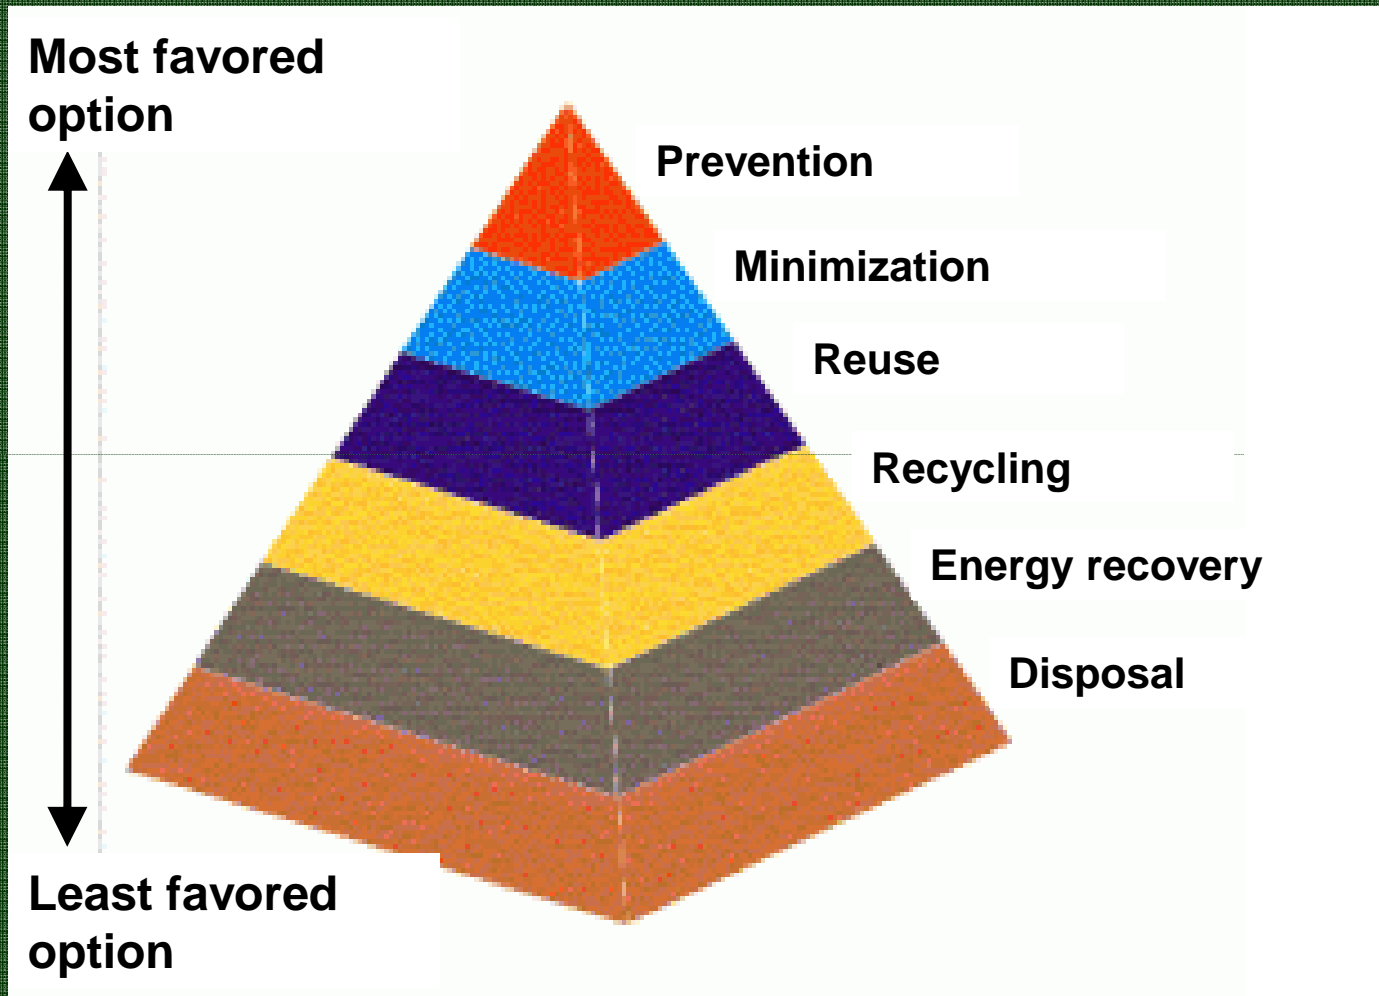 Most favored
option
Prevention
Minimization
Reuse
Recycling
Energy recovery
Disposal
Least favored
option